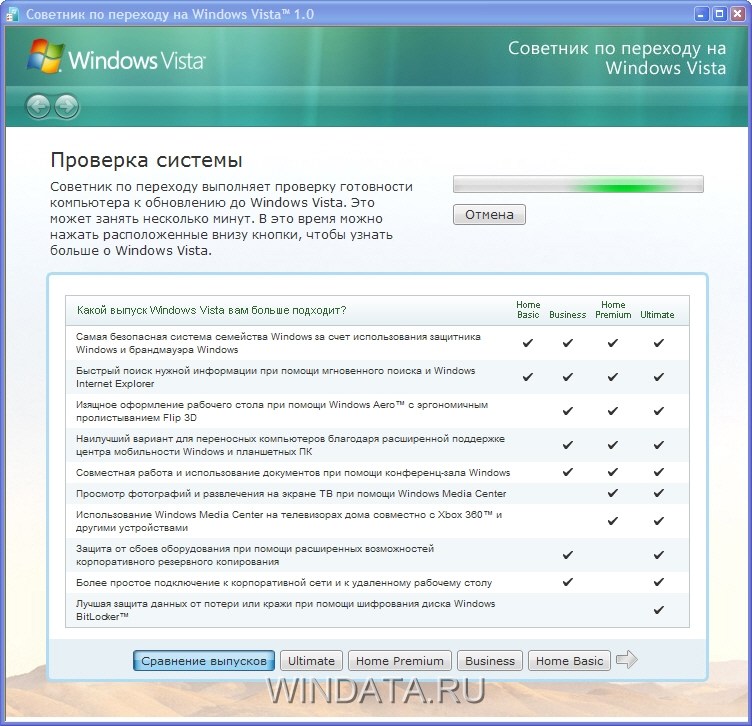 Советник по переходу на Windows Vista™ 1.0
Windows Vista™
Советник по переходу на
Windows Vista
Проверка системы
Советник по переходу выполняет проверку готовности
компьютера к обновлению до Windows Vista. Это
может занять несколько минут. В это время можно
нажать расположенные внизу кнопки, чтобы узнать
больше о Windows Vista.
Отмена
Какой выпуск Windows Vista вам больше подходит?
Home Basic
Business
Home Premium
Ultimate
Самая безопасная система семейства Windows за счет использования защитника
Windows и брандмауэра Windows
Быстрый поиск нужной информации при помощи мгновенного поиска и Windows
Internet Explorer
Изящное оформление рабочего стола при помощи Windows Aero™ с эргономичным
пролистыванием Flip 3D
Наилучший вариант для переносных компьютеров благодаря расширенной поддержке
центра мобильности Windows и планшетных ПК
Совместная работа и использование документов при помощи конференц-зала Windows
Просмотр фотографий и развлечения на экране ТВ при помощи Windows Media Center
Использование Windows Media Center на телевизорах дома совместно с Xbox 360™ и
другими устройствами
Защита от сбоев оборудования при помощи расширенных возможностей
корпоративного резервного копирования
Более простое подключение к корпоративной сети и к удаленному рабочему столу
Лучшая защита данных от потери или кражи при помощи шифрования диска Windows
BitLocker™
Сравнение выпусков
Ultimate
Home Premium
Business
Home Basic
WINDATA.RU